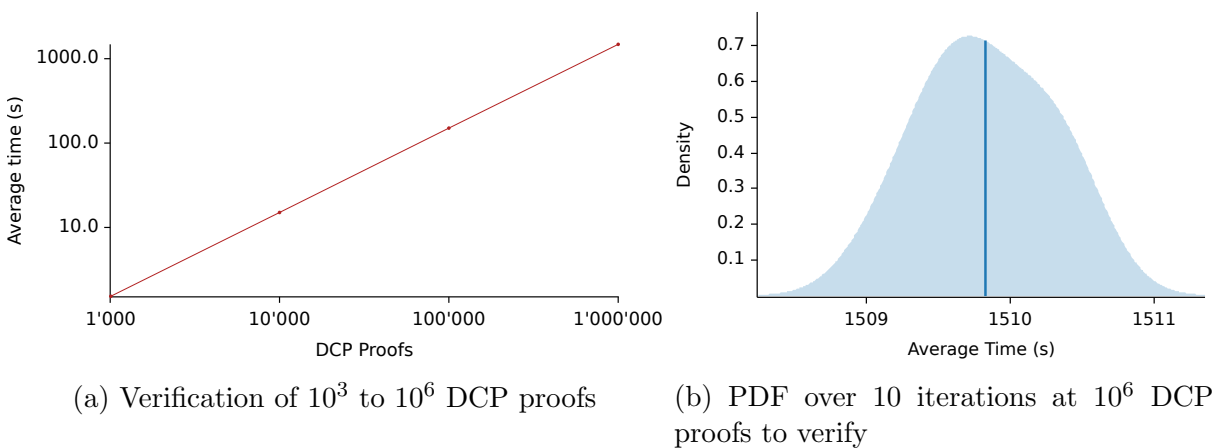 Average time (s)
1000.0
100.0
10.0
1'000
10'000
100'000
1'000'000
DCP Proofs
(a) Verification of 10³ to 10⁶ DCP proofs
Density
0.7
0.6
0.5
0.4
0.3
0.2
0.1
1509
1510
1511
Average Time (s)
(b) PDF over 10 iterations at 10⁶ DCP
proofs to verify